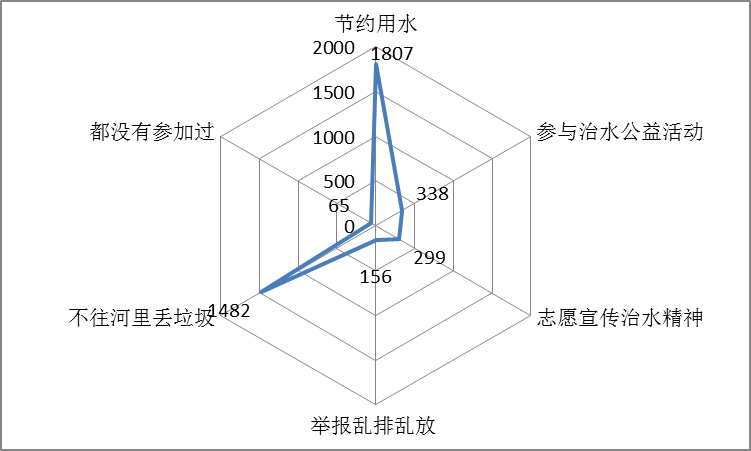 节约用水
2000
1807
1500
都没有参加过
1000
参与治水公益活动
500
338
65
0
299
156
不往河里丢垃圾
1482
志愿宣传治水精神
举报乱排乱放